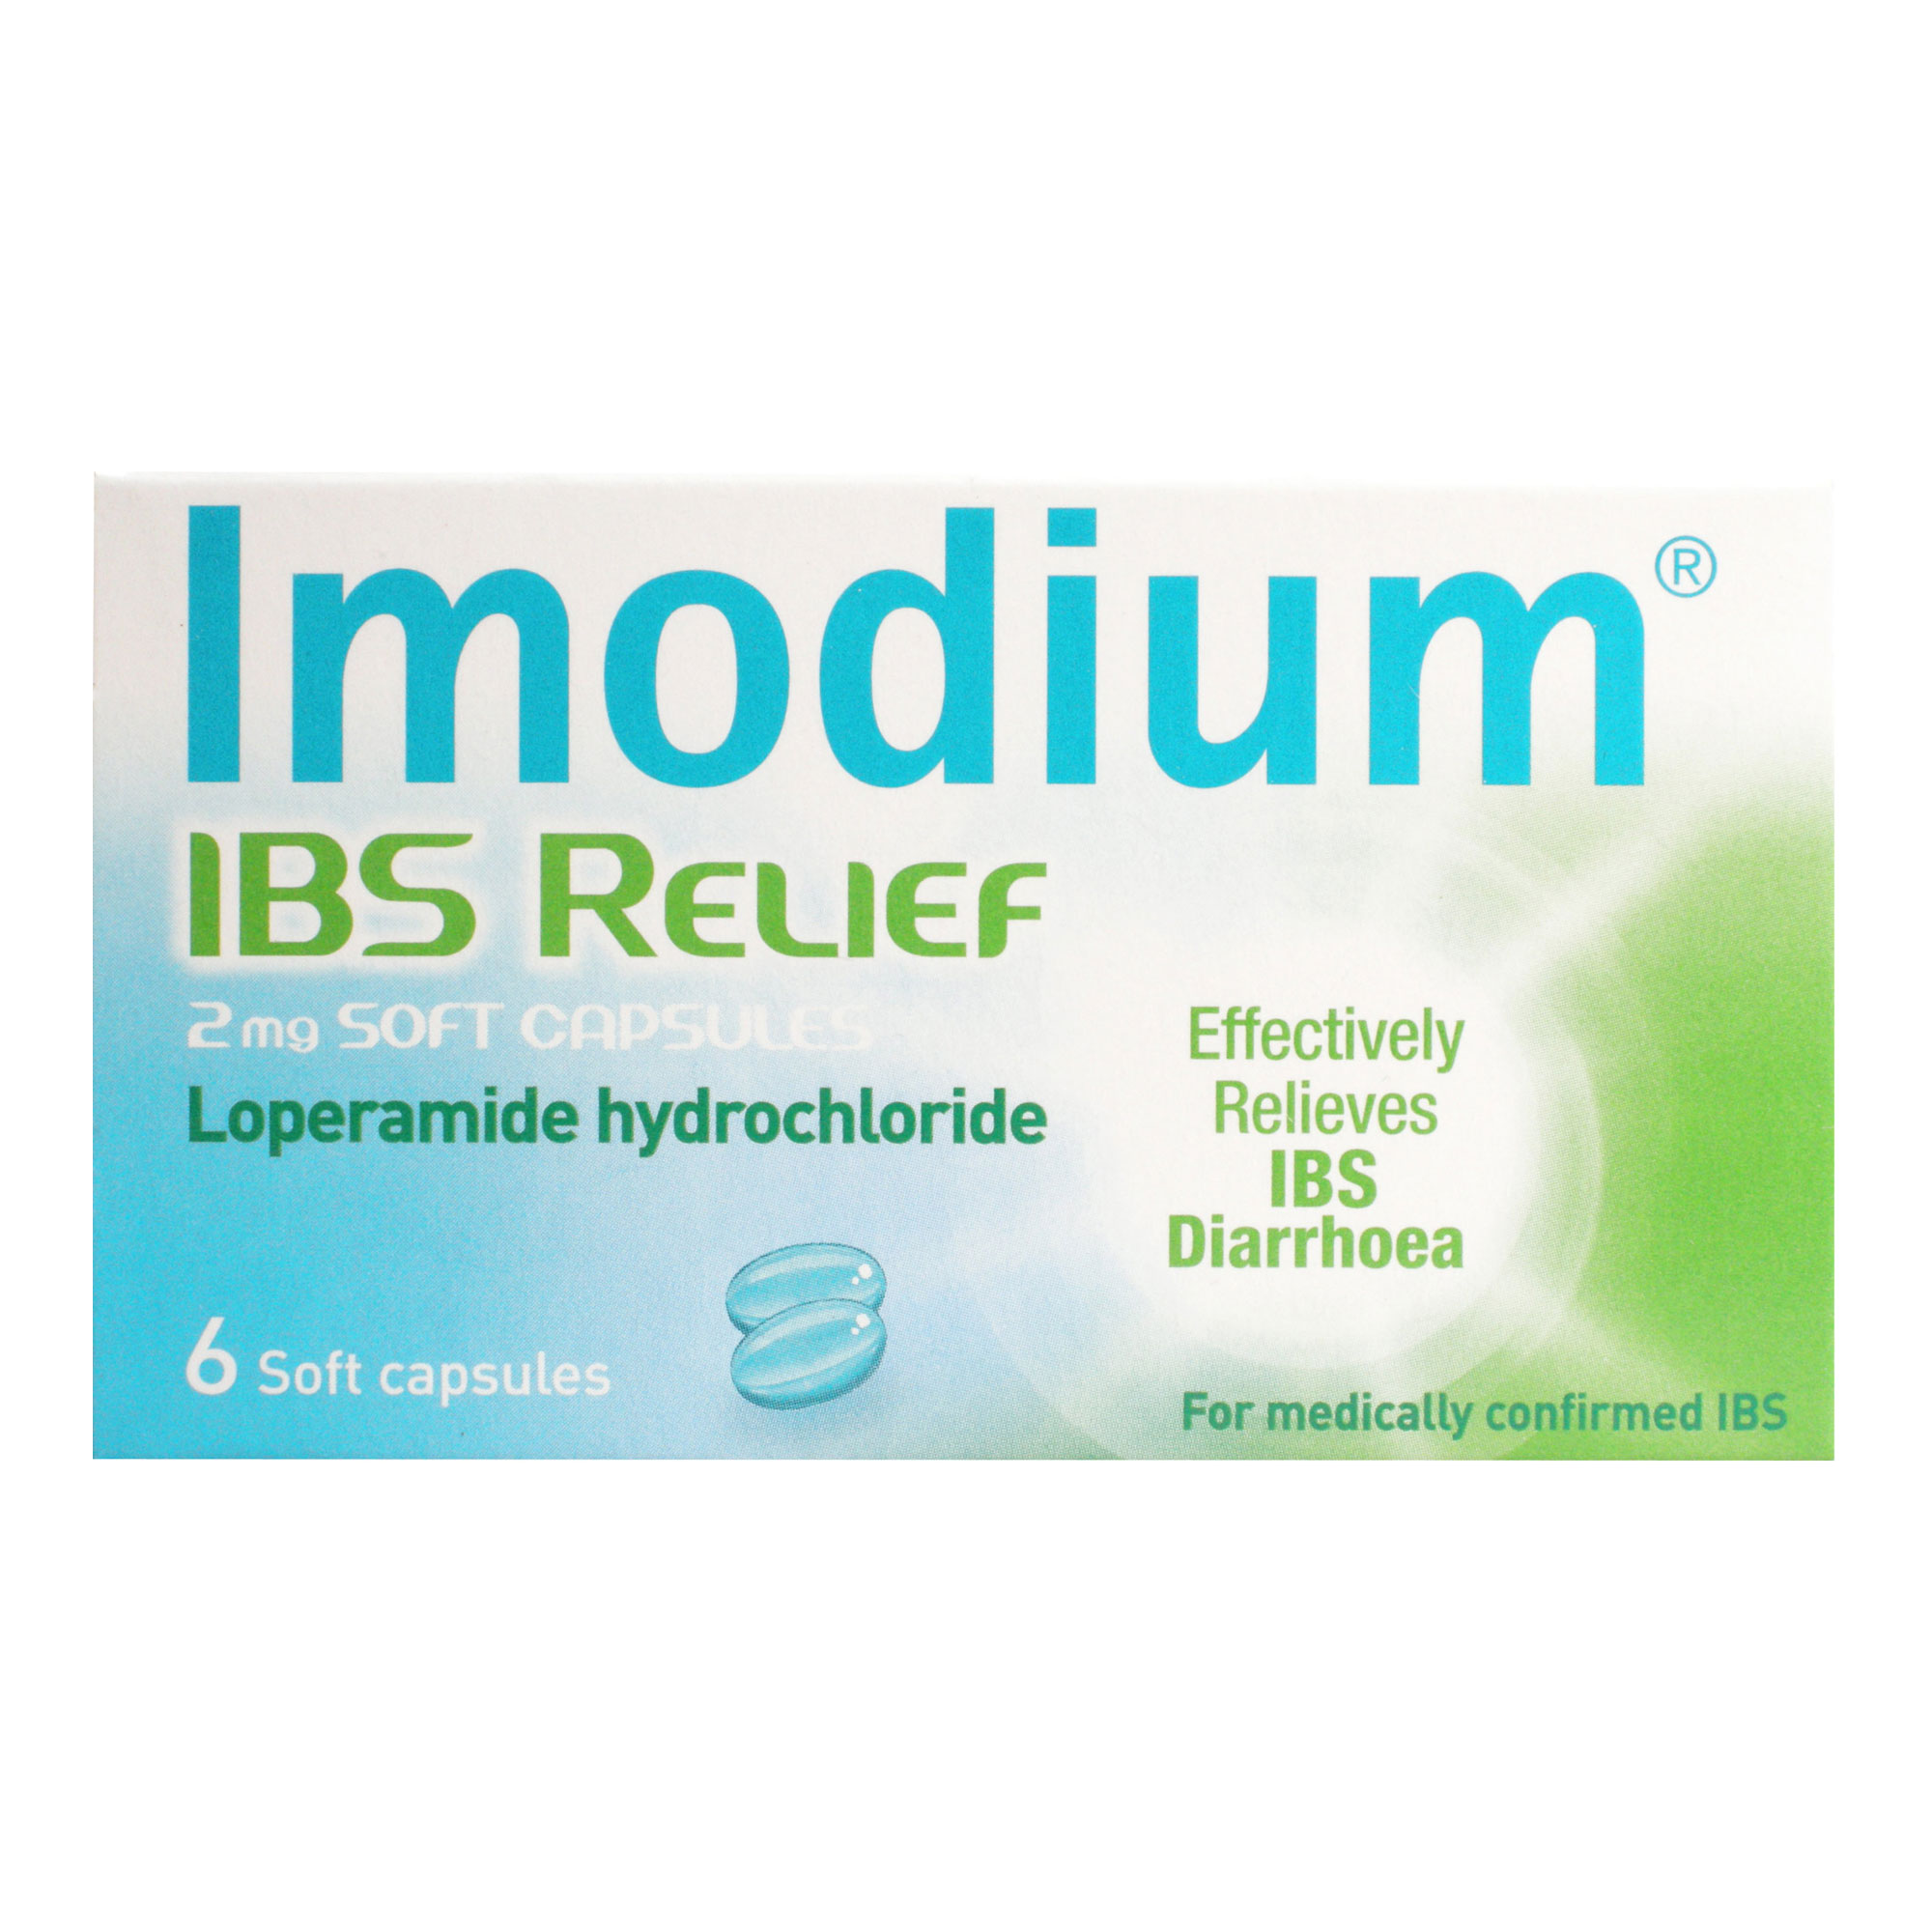 Imodium®
IBS RELIEF
2mg SOFT CAPSULES
Loperamide hydrochloride
Effectively
Relieves
IBS
Diarrhoea
6 Soft capsules
For medically confirmed IBS